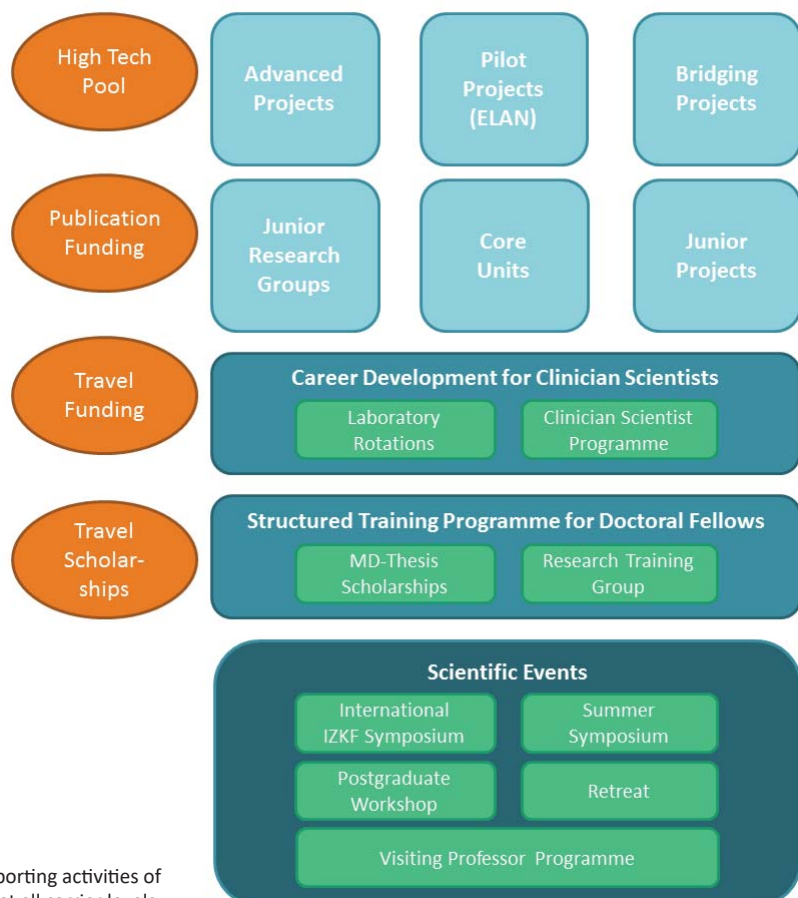 High Tech
Pool
Advanced
Projects
Pilot
Projects
(ELAN)
Bridging
Projects
Publication
Funding
Junior
Research
Groups
Core
Units
Junior
Projects
Travel
Funding
Career Development for Clinician Scientists
Laboratory
Rotations
Clinician Scientist
Programme
Travel
Scholar-
ships
Structured Training Programme for Doctoral Fellows
MD-Thesis
Scholarships
Research Training
Group
Scientific Events
International
IZKF Symposium
Summer
Symposium
Postgraduate
Workshop
Retreat
Visiting Professor Programme
porting activities of